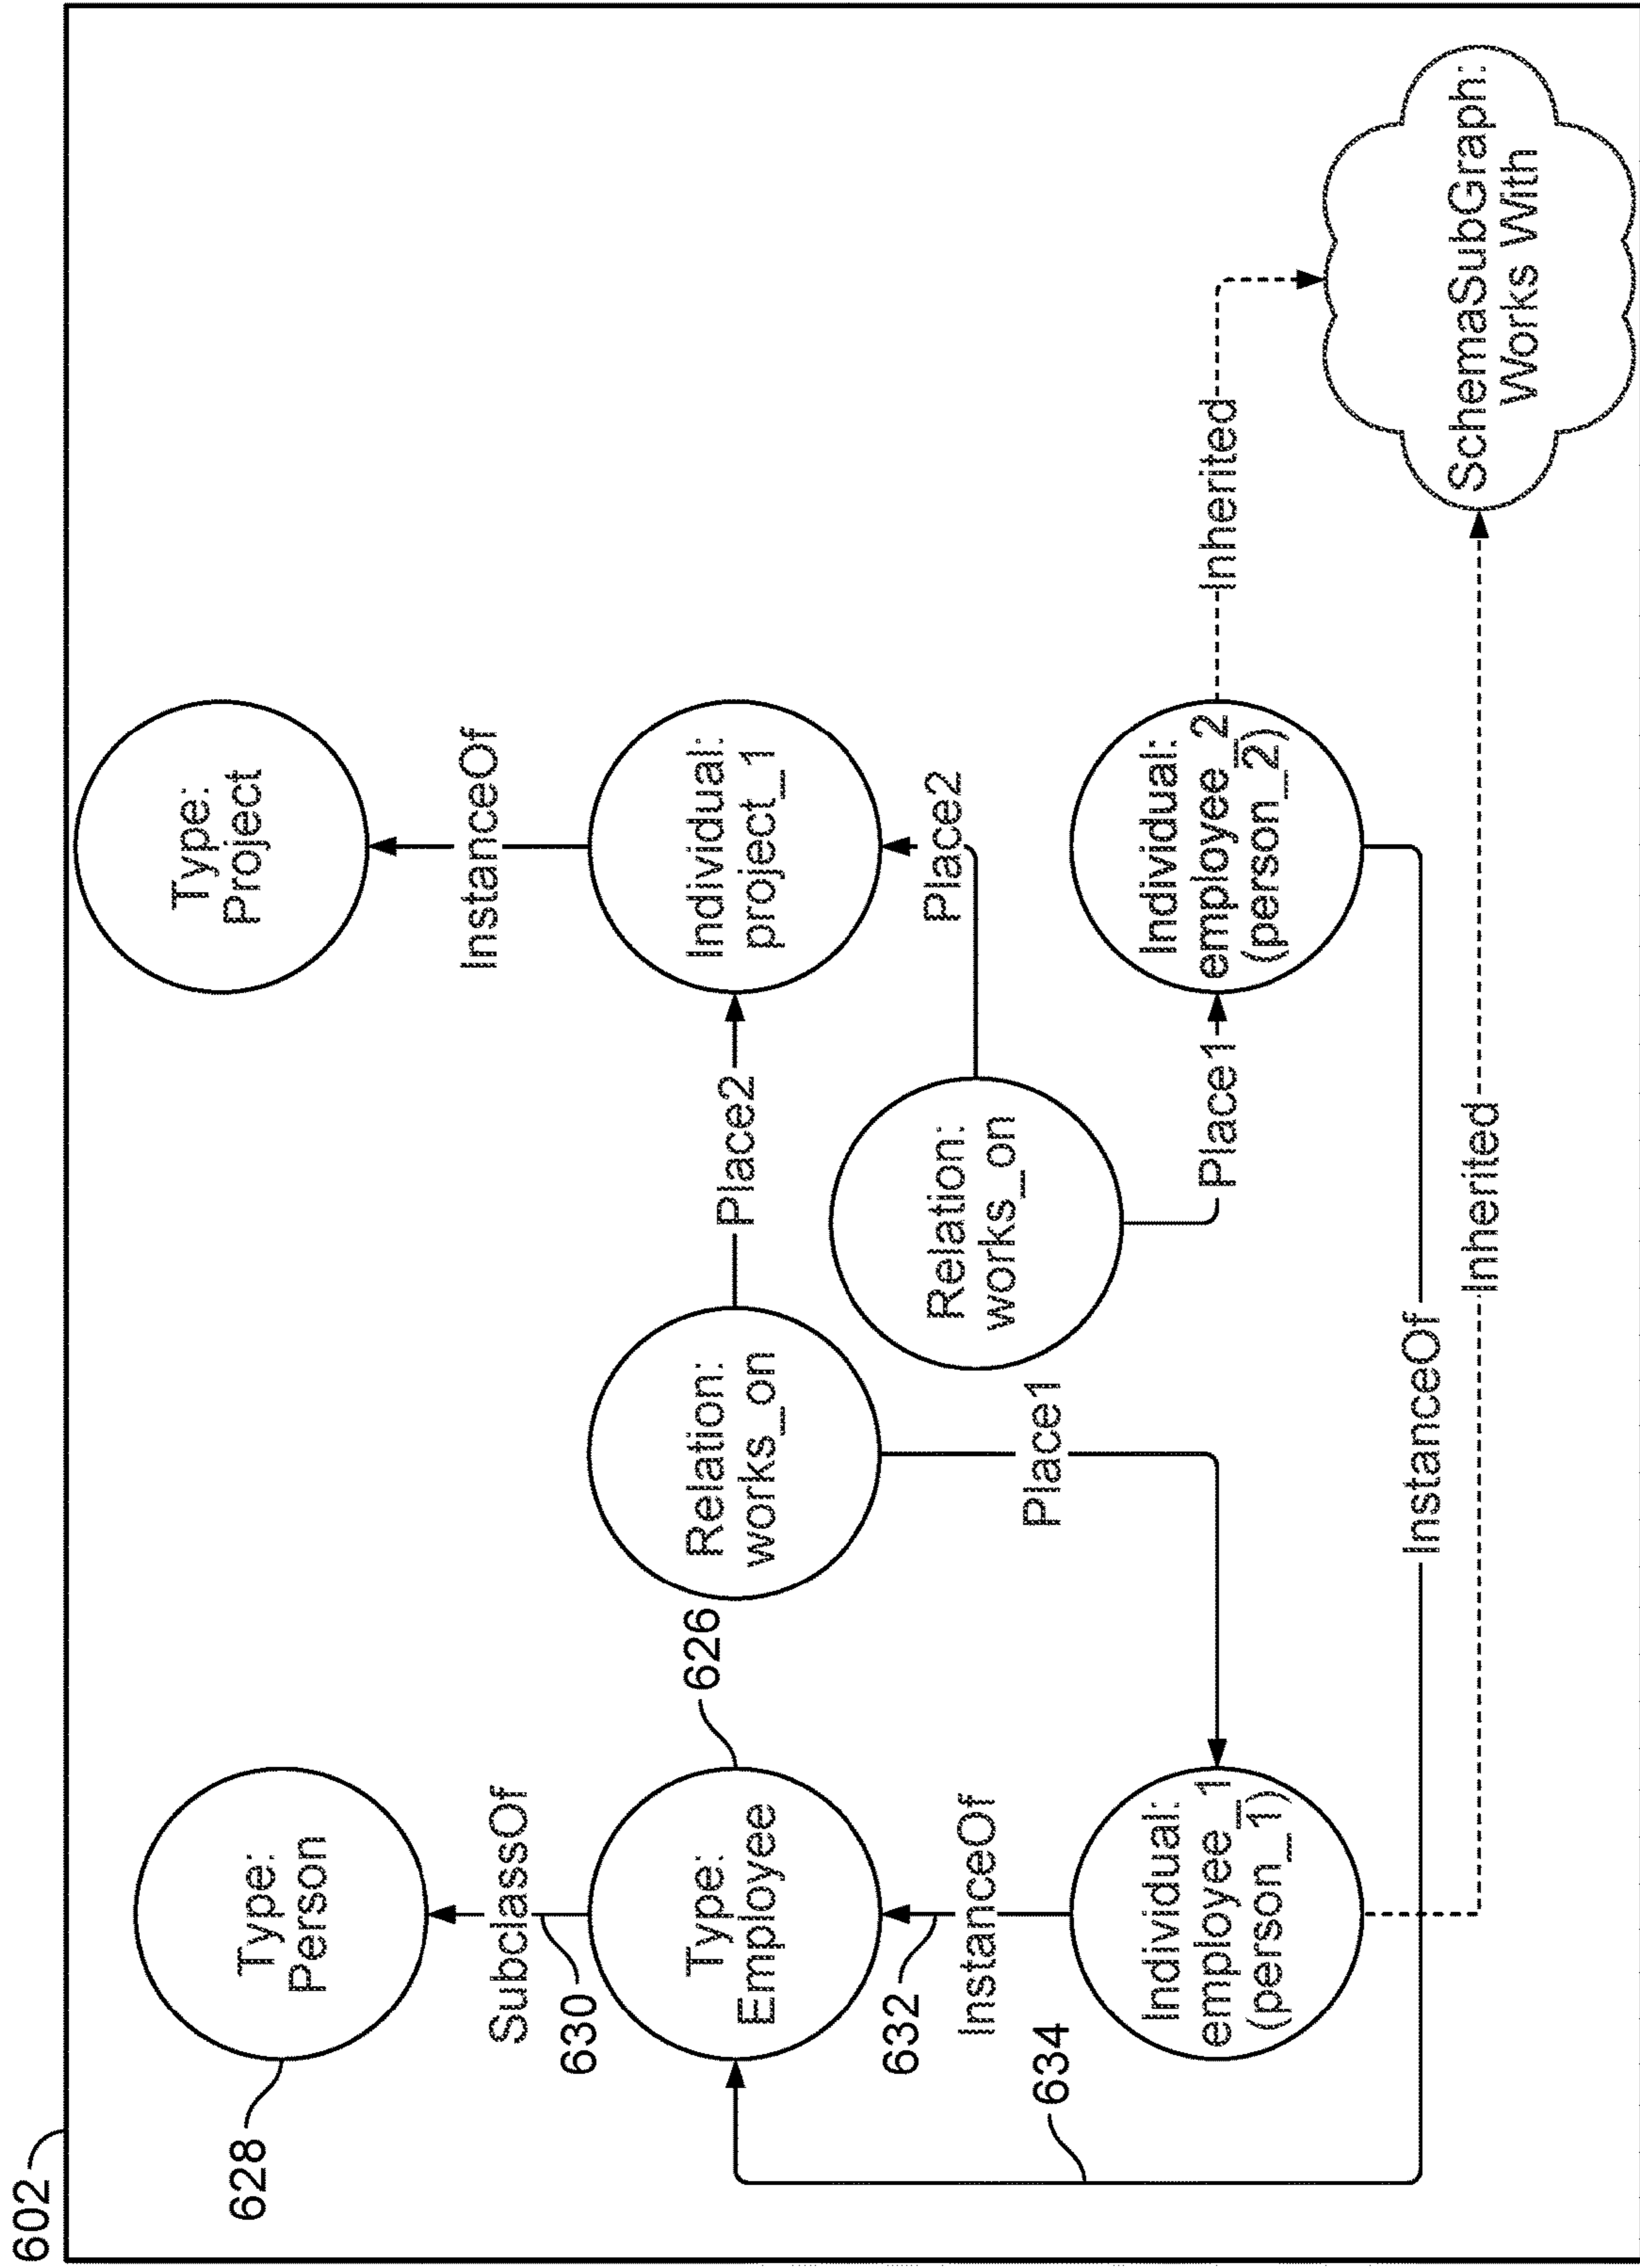 602
628
Type:
Person
SubclassOf
630
626
Type:
Employee
632
InstanceOf
634
Individual:
employee_1
(person_1)
Relation:
works_on
Place2
Place1
Type:
Project
InstanceOf
Individual:
project_1
Relation:
works_on
Place2
Place1
Individual:
employee_2
(person_2)
Inherited
InstanceOf
Inherited
SchemaSubGraph:
Works With